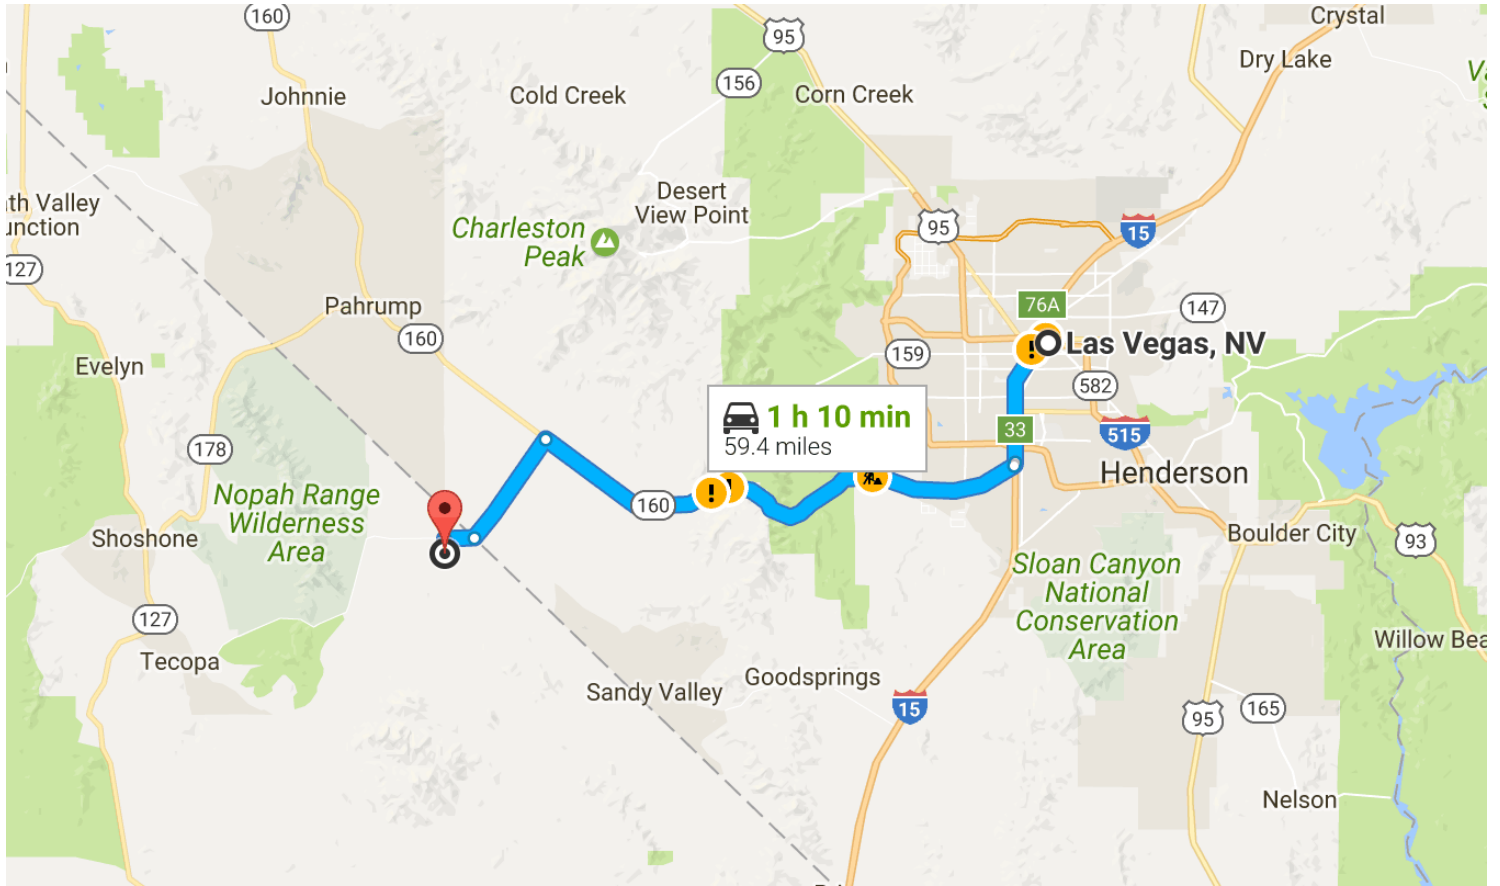 160
Crystal
95
Dry Lake
156
Johnnie
Cold Creek
Corn Creek
Desert
View Point
th Valley
unction
Charleston
Peak
95
15
127
Pahrump
76A
147
160
Las Vegas, NV
159
Evelyn
582
1 h 10 min
59.4 miles
33
515
178
Henderson
Nopah Range
Wilderness
Area
160
Shoshone
Boulder City
93
Sloan Canyon
National
Conservation
Area
127
Willow Bea
Tecopa
Goodsprings
Sandy Valley
15
95
165
Nelson